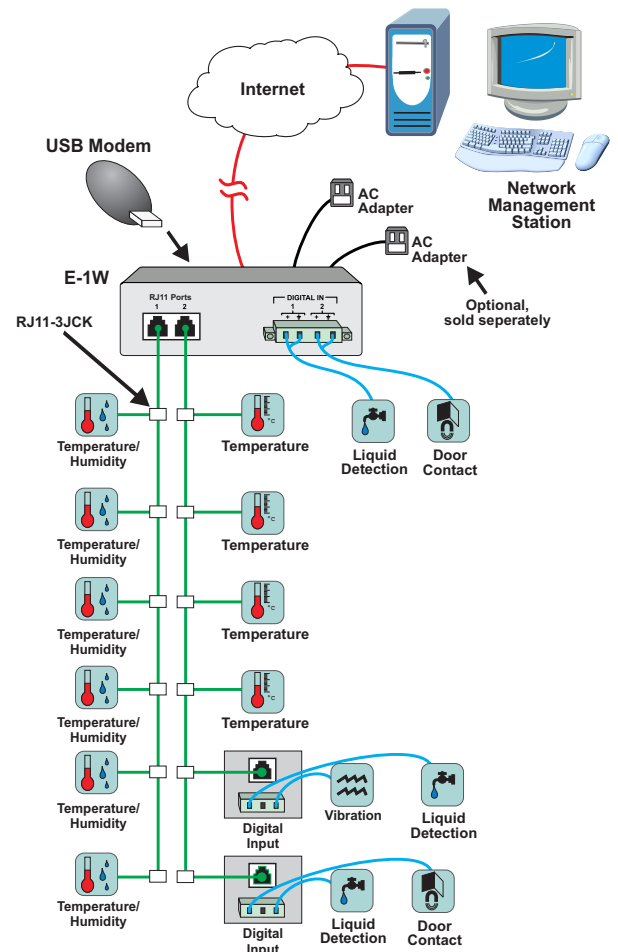 Internet
USB Modem
AC
Adapter
AC
Adapter
Network
Management
Station
E-1W
Optional,
sold seperately
RJ11 Ports
1 2
DIGITAL IN
1 2
+ +
RJ11-3JCK
Temperature/
Humidity
°C
Temperature
Liquid
Detection
Door
Contact
Temperature/
Humidity
°C
Temperature
Temperature/
Humidity
°C
Temperature
Temperature/
Humidity
°C
Temperature
Temperature/
Humidity
Digital
Input
Vibration
Liquid
Detection
Temperature/
Humidity
Digital
Input
Liquid
Detection
Door
Contact